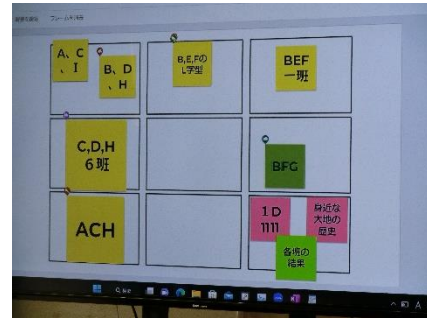 A、C
、I
B、D
、H
B,E,Fの
L字型
BEF
一班
C,D,H
6班
BFG
ACH
1D
1111
身近な
大地の
歴史
各班の
結果